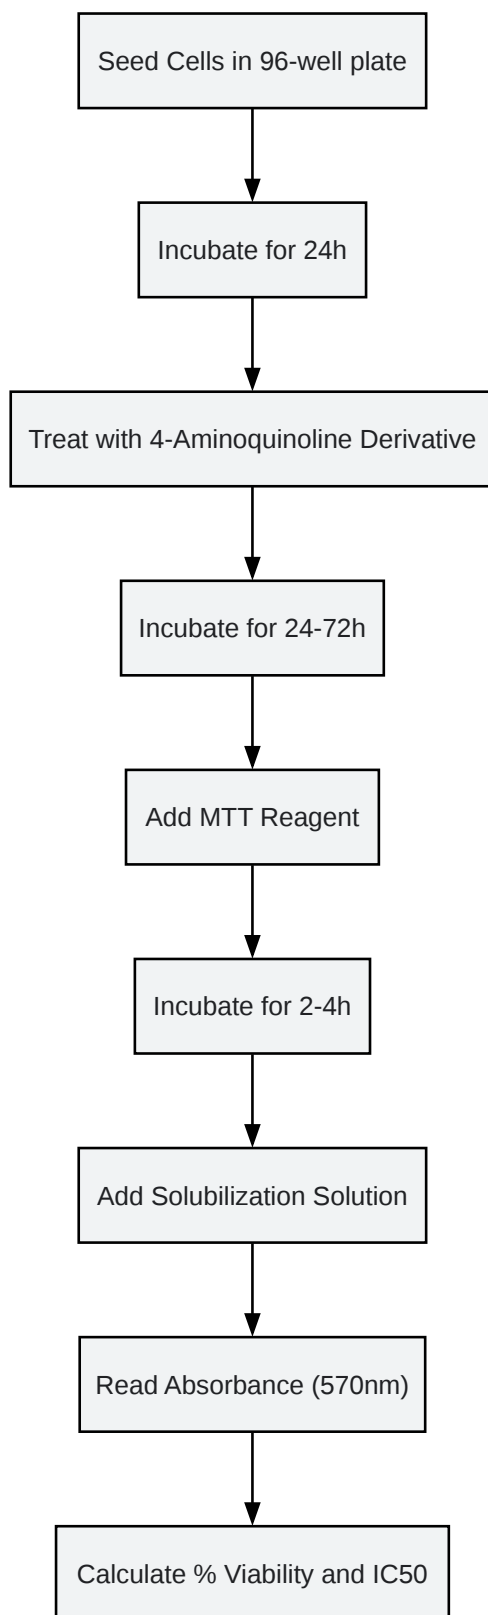 Seed Cells in 96-well plate
Incubate for 24h
Treat with 4-Aminoquinoline Derivative
Incubate for 24-72h
Add MTT Reagent
Incubate for 2-4h
Add Solubilization Solution
Read Absorbance (570nm)
Calculate % Viability and IC50